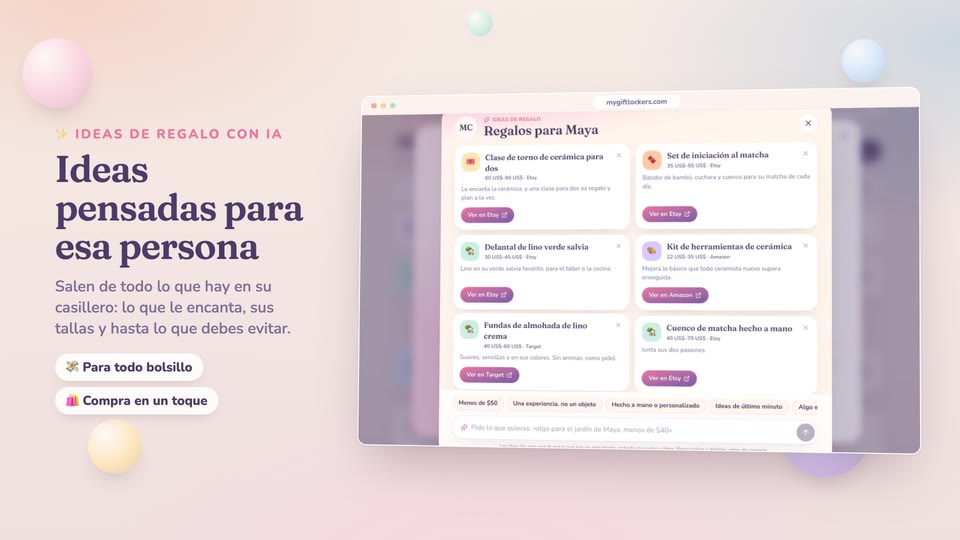 ✨ IDEAS DE REGALO CON IA
Ideas
pensadas para
esa persona
Salen de todo lo que hay en su
casillero: lo que le encanta, sus
tallas y hasta lo que debes evitar.
💸 Para todo bolsillo
🛍️ Compra en un toque
mygiftlockers.com
IDEAS DE REGALO
MC
Regalos para Maya
Clase de torno de cerámica para
dos
60 US$-90 US$ · Etsy
Le encanta la cerámica, y una clase para dos es regalo y
plan a la vez.
Ver en Etsy
Set de iniciación al matcha
35 US$-55 US$ · Etsy
Batidor de bambú, cuchara y cuenco para su matcha de cada
día.
Ver en Etsy
Delantal de lino verde salvia
30 US$-45 US$ · Etsy
Lino en su verde salvia favorito, para el taller o la cocina.
Ver en Etsy
Kit de herramientas de cerámica
22 US$-35 US$ · Amazon
Mejora lo básico que todo ceramista nuevo supera
enseguida.
Ver en Amazon
Fundas de almohada de lino
crema
40 US$-60 US$ · Target
Suaves, sencillas y en sus colores. Sin aromas, como pidió.
Ver en Target
Cuenco de matcha hecho a mano
40 US$-70 US$ · Etsy
Junta sus dos pasiones.
Ver en Etsy
Menos de $50
Una experiencia, no un objeto
Hecho a mano o personalizado
Ideas de último minuto
Algo e
Pide lo que quieras: «algo para el jardín de Maya, menos de $40»